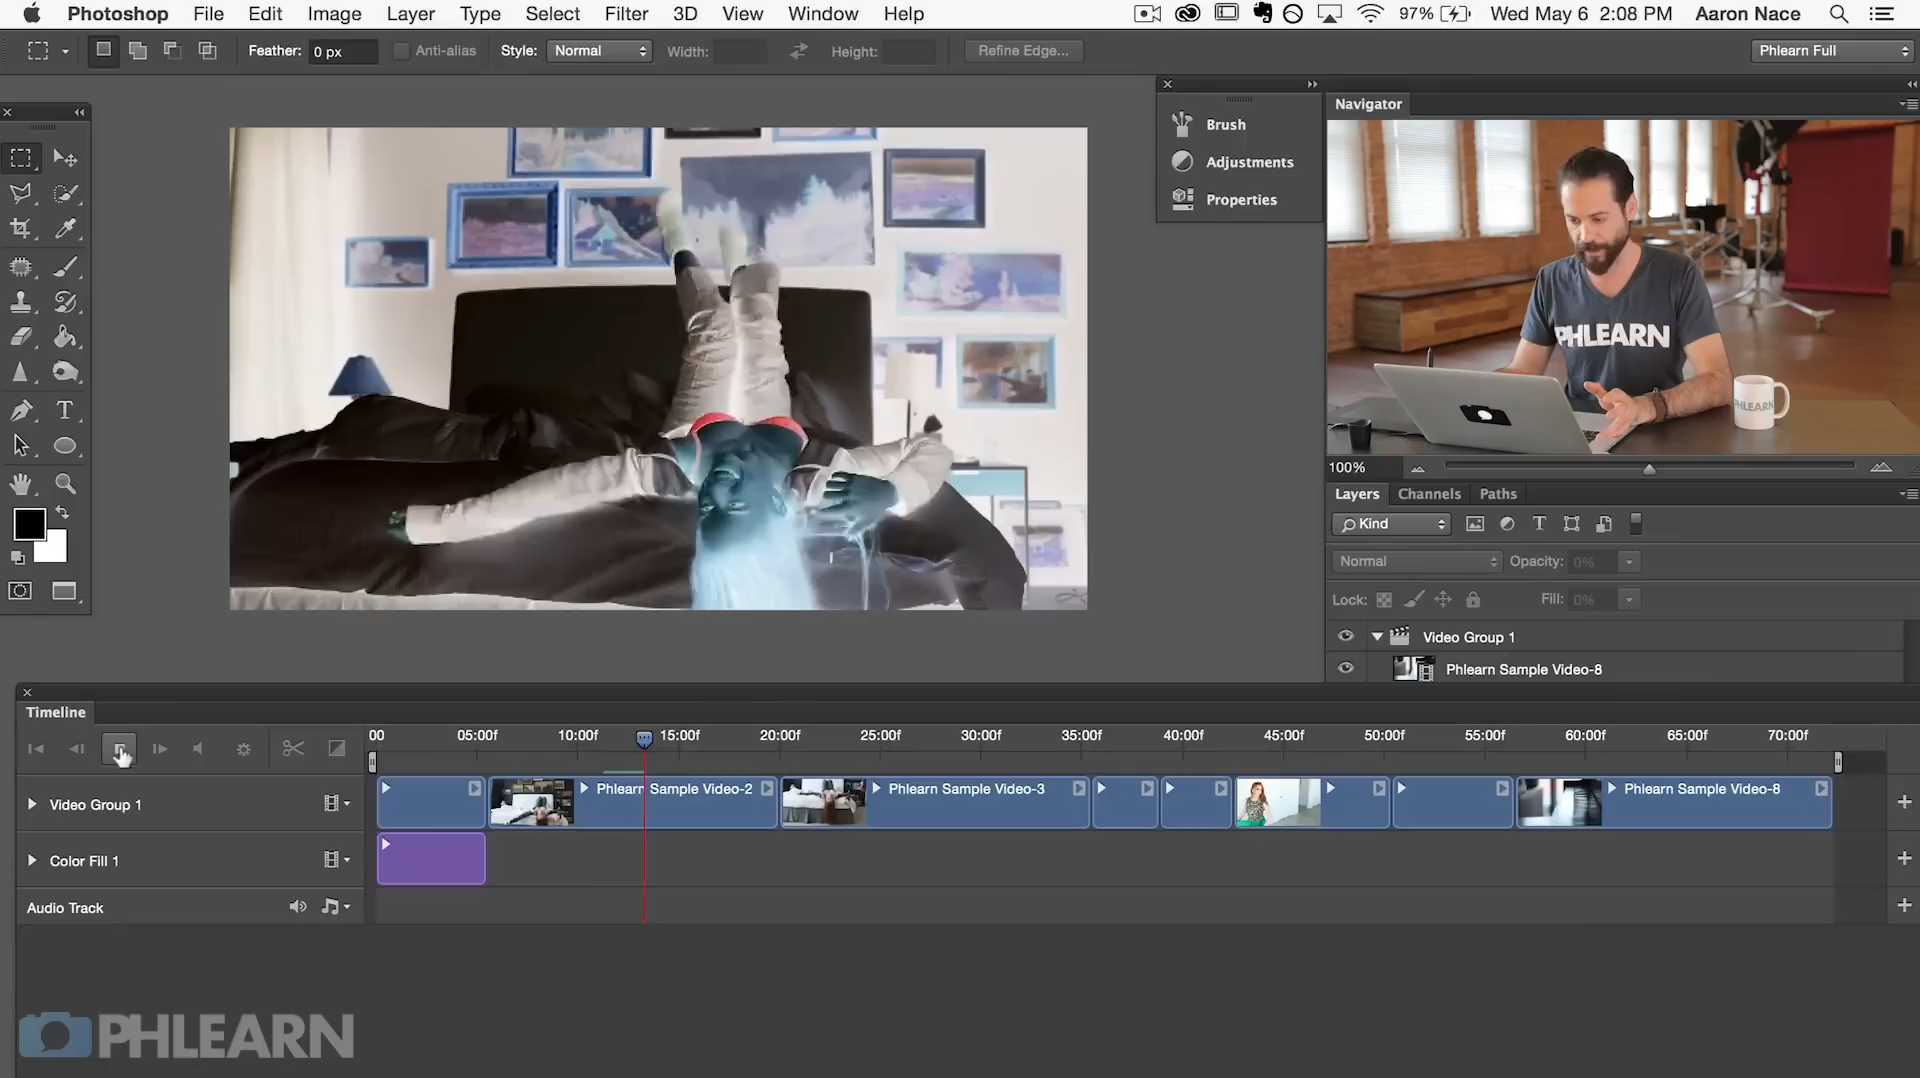 Photoshop File Edit Image Layer Type Select Filter 3D View Window Help 97% Wed May 6 2:08 PM Aaron Nace
Feather: 0 px Anti-alias Style: Normal Width: Height: Refine Edge... Phlearn Full
Navigator
Brush
Adjustments
Properties
PHLEARN
PHLEARN
100%
Layers Channels Paths
Kind T
Normal Opacity: 0%
Lock: Fill: 0%
Video Group 1
Phlearn Sample Video-8
T
Timeline
00 05:00f 10:00f 15:00f 20:00f 25:00f 30:00f 35:00f 40:00f 45:00f 50:00f 55:00f 60:00f 65:00f 70:00f
Video Group 1
Phlearn Sample Video-2
Phlearn Sample Video-3
Phlearn Sample Video-8
Color Fill 1
Audio Track
PHLEARN